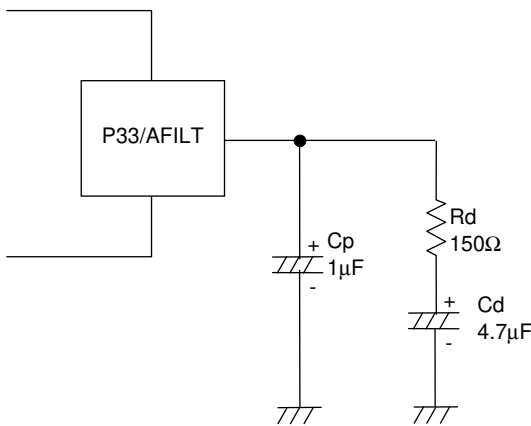 P33/AFILT
+
Cp
1μF
-
Rd
150Ω
+
Cd
4.7μF
-